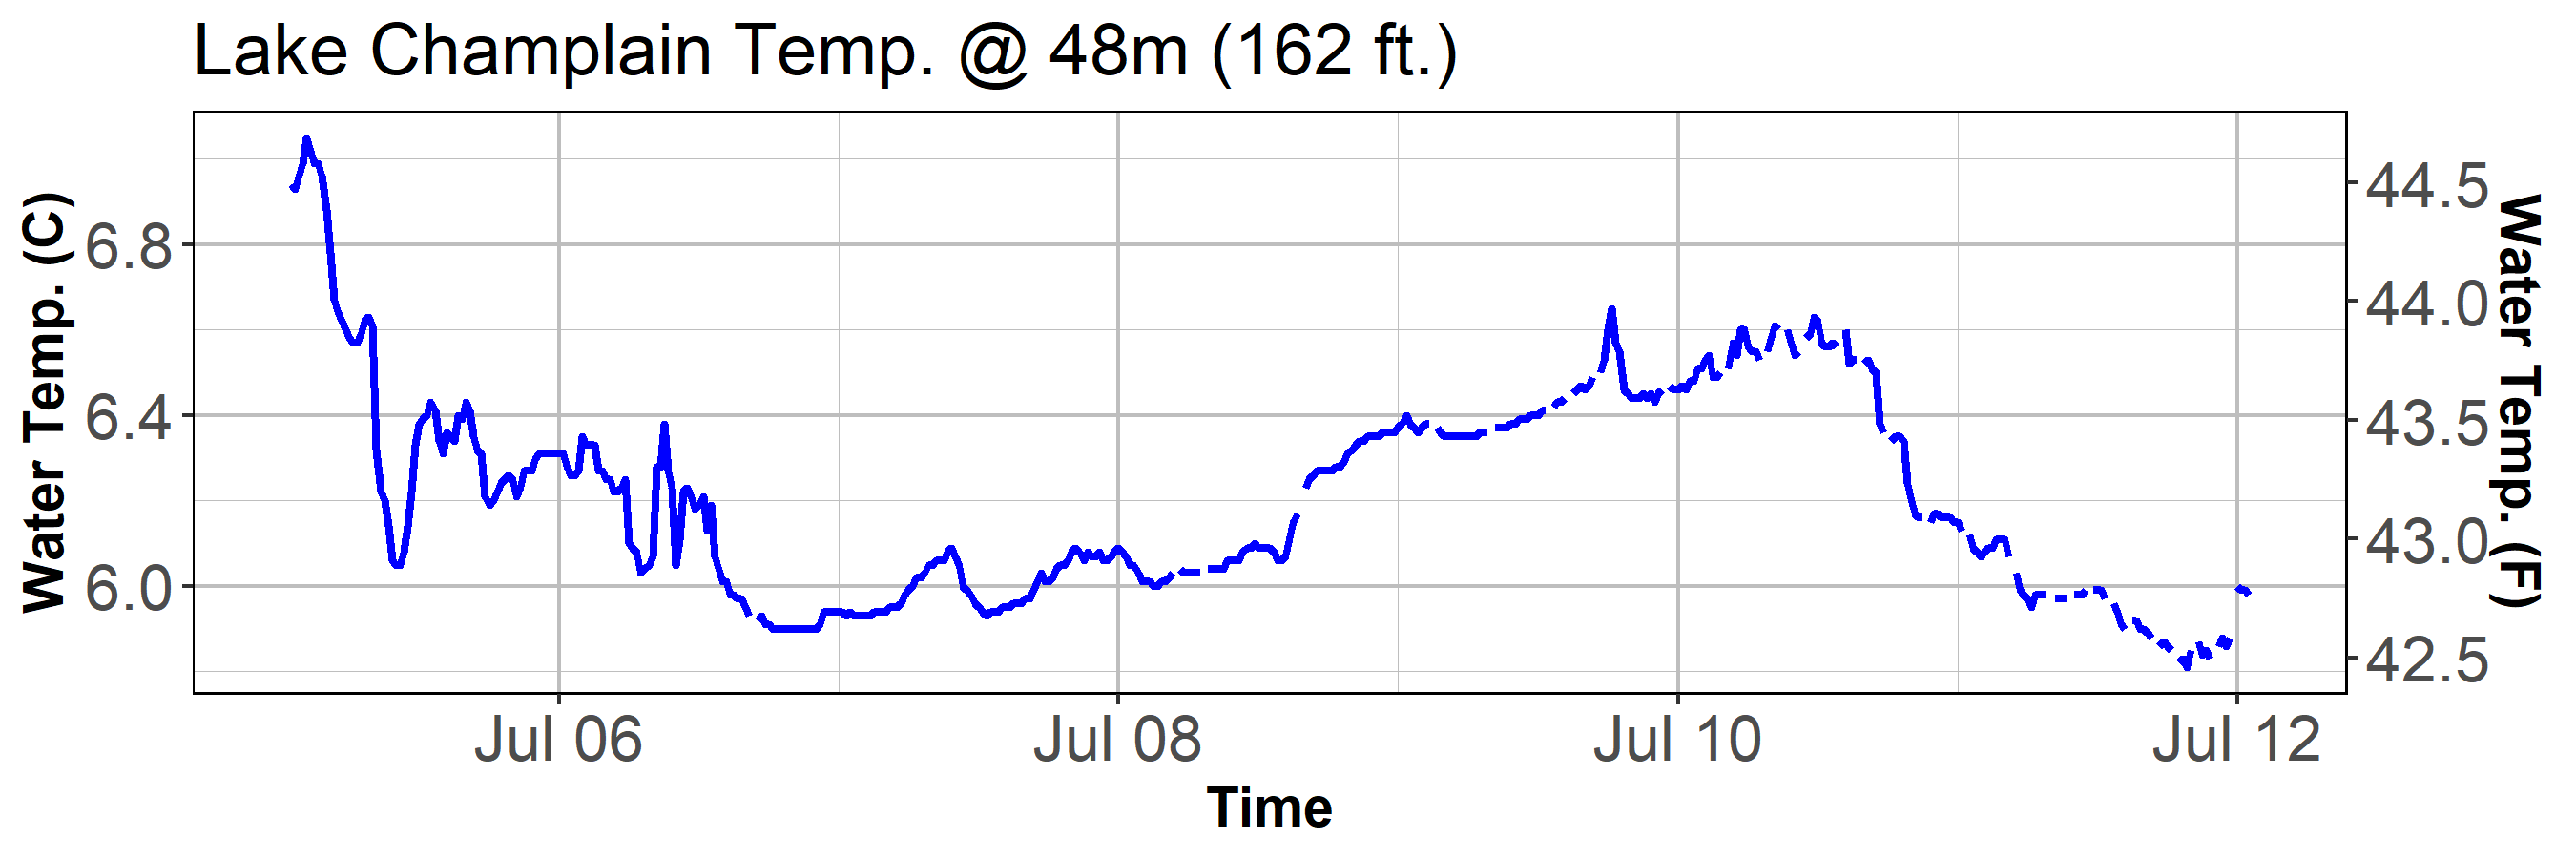 Lake Champlain Temp. @ 48m (162 ft.)
Water Temp. (C)
6.8
6.4
6.0
44.5
44.0
43.5
43.0
42.5
Water Temp. (F)
Jul 06 Jul 08 Jul 10 Jul 12
Time